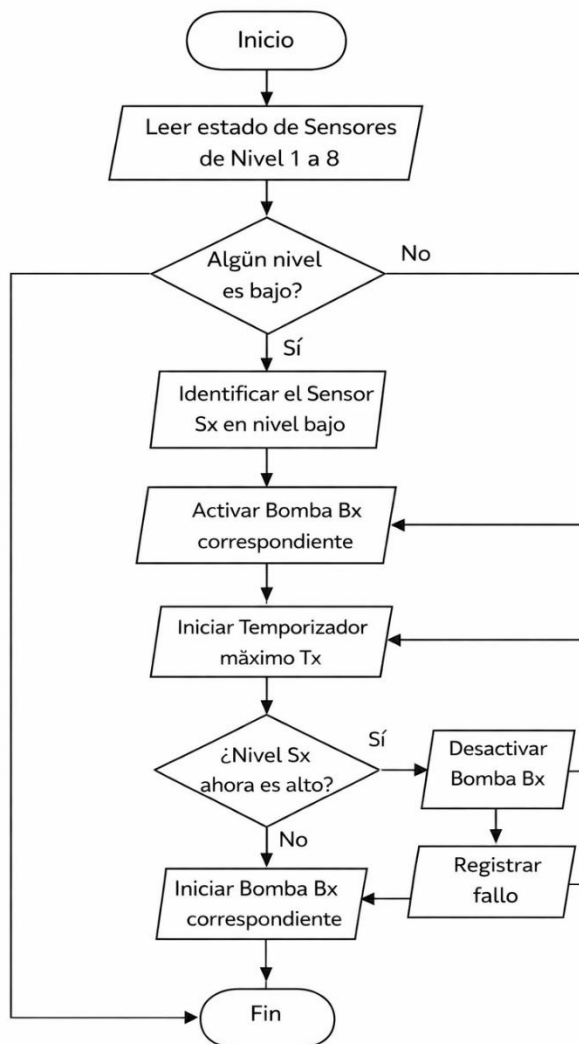 Inicio
Leer estado de Sensores
de Nivel 1 a 8
Algün nivel
es bajo?
No
Sí
Identificar el Sensor
Sx en nivel bajo
Activar Bomba Bx
correspondiente
Iniciar Temporizador
măximo Tx
¿Nivel Sx
ahora es alto?
Sí
Desactivar
Bomba Bx
No
Registrar
fallo
Iniciar Bomba Bx
correspondiente
Fin